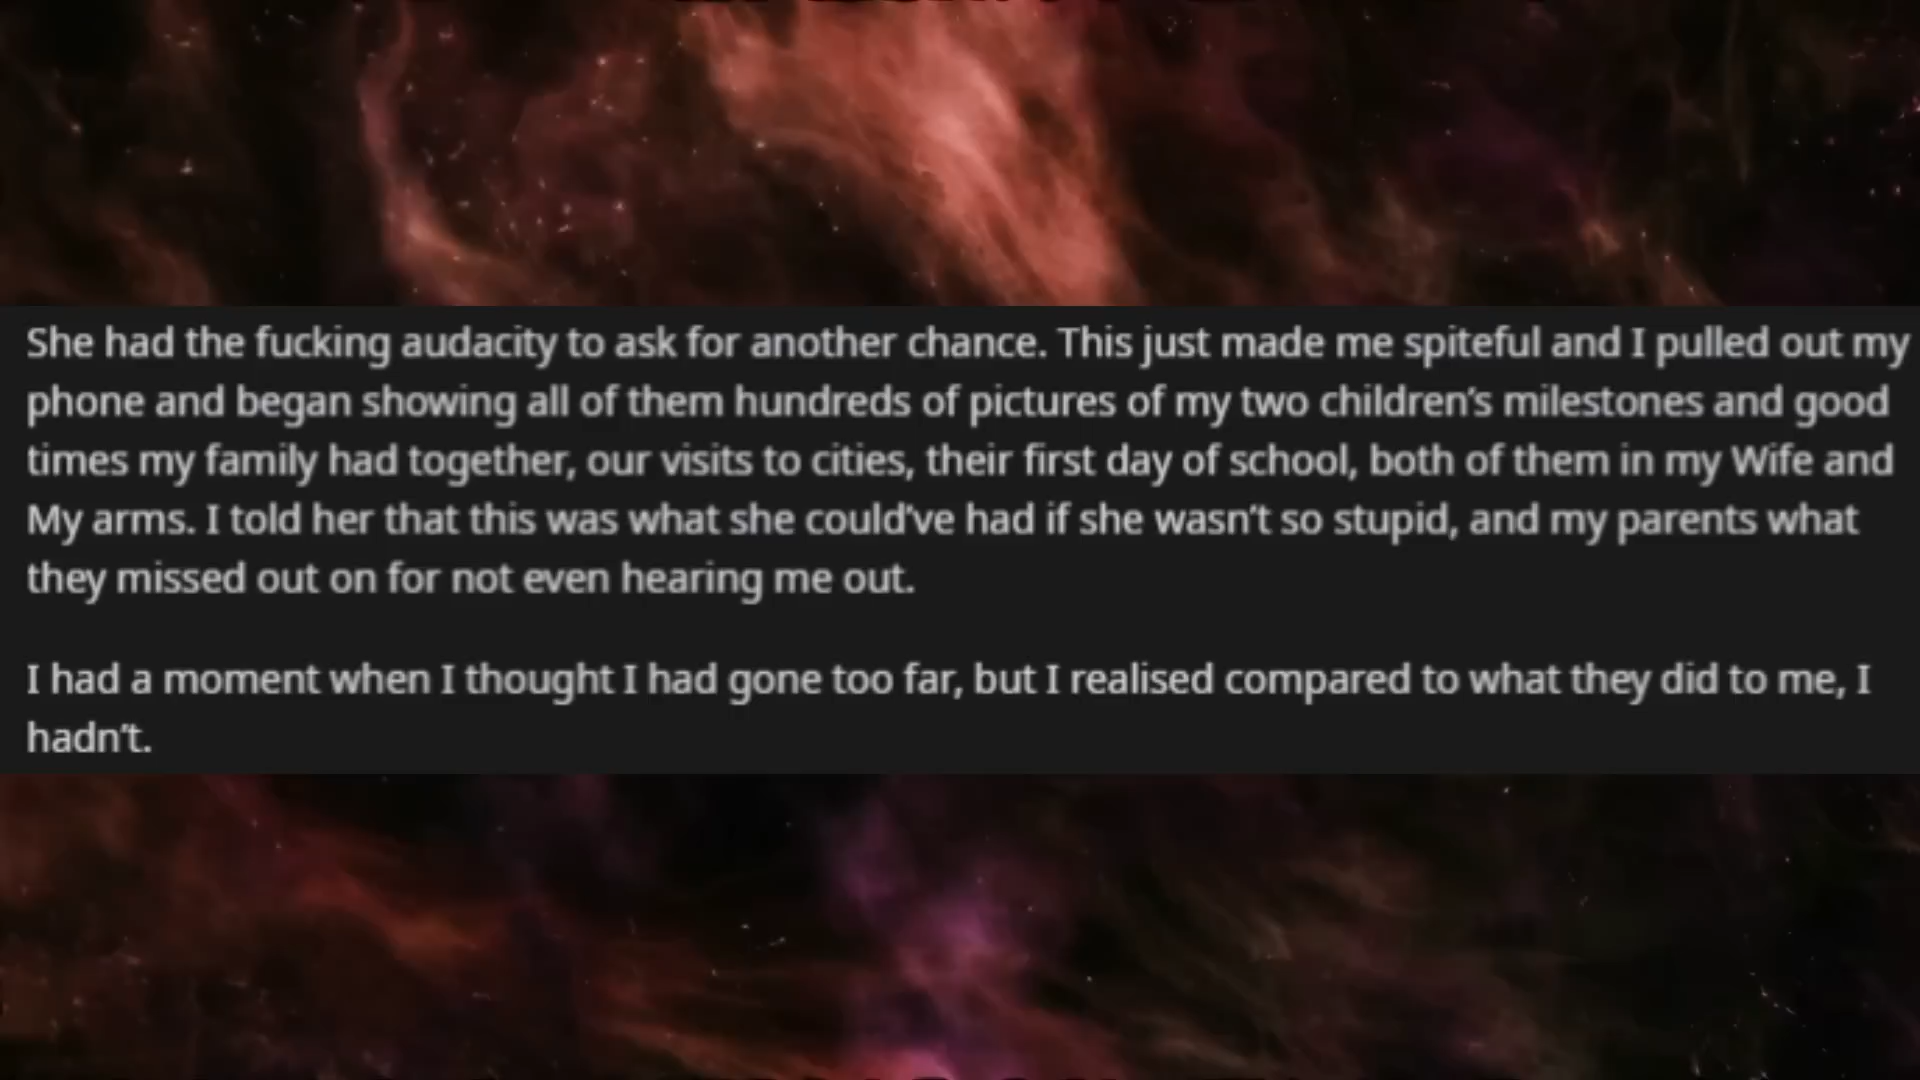 She had the fucking audacity to ask for another chance. This just made me spiteful and I pulled out my
phone and began showing all of them hundreds of pictures of my two children’s milestones and good
times my family had together, our visits to cities, their first day of school, both of them in my Wife and
My arms. I told her that this was what she could’ve had if she wasn’t so stupid, and my parents what
they missed out on for not even hearing me out.
I had a moment when I thought I had gone too far, but I realised compared to what they did to me, I
hadn’t.